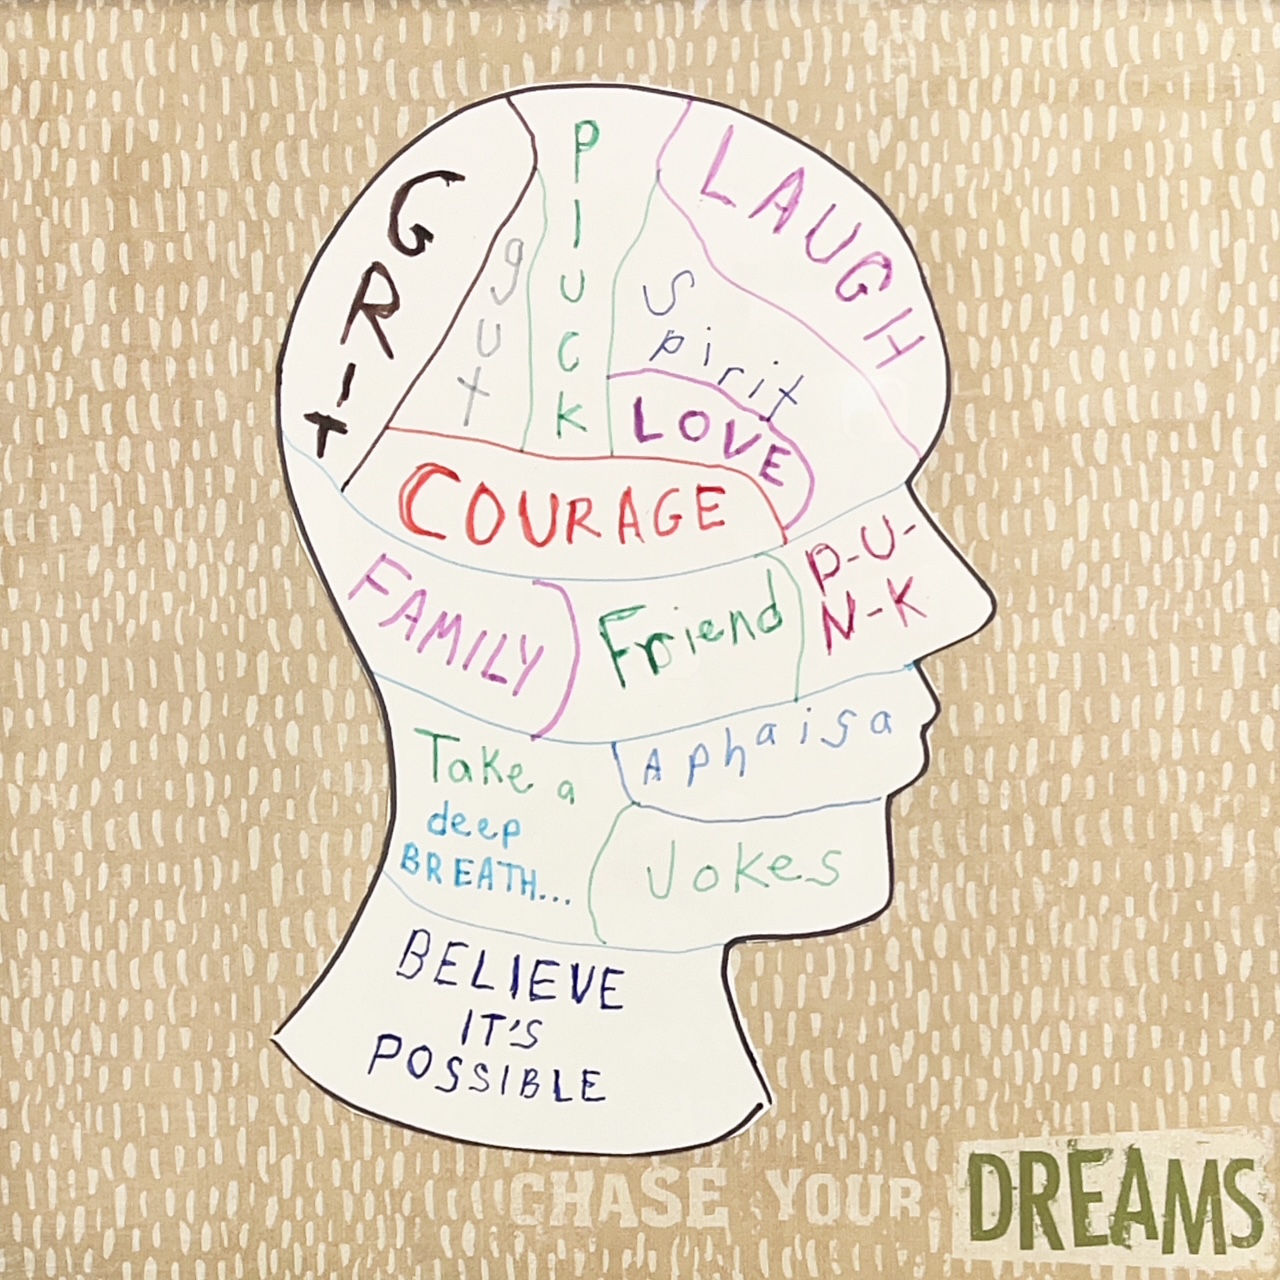 GRIT
gut
PLUCK
LAUGH
Spirit
LOVE
COURAGE
FAMILY
Friend
P-U-
N-K
Aphaisa
Take a
deep
BREATH...
Jokes
BELIEVE
IT'S
POSSIBLE
CHASE YOUR DREAMS